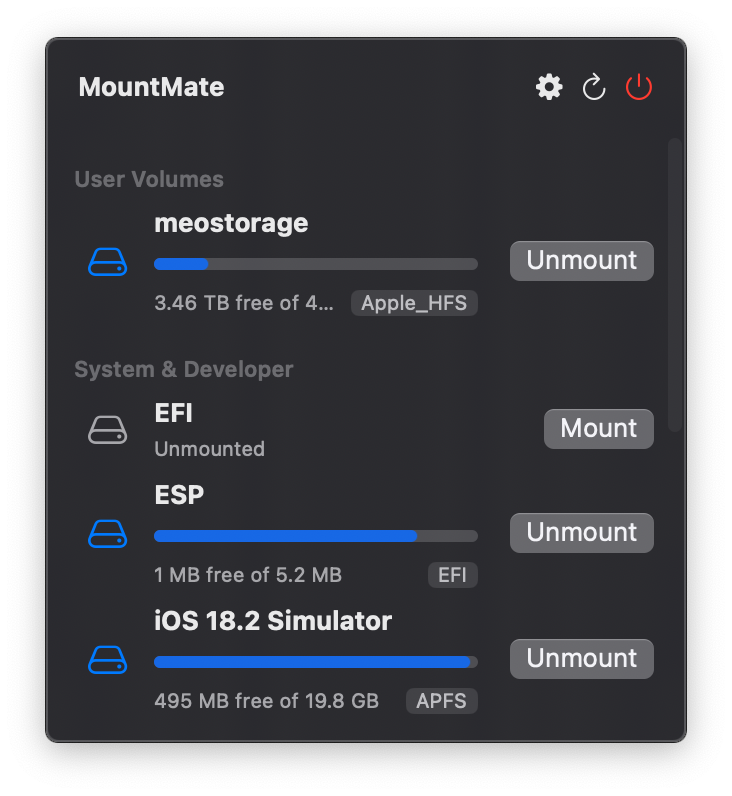 MountMate
User Volumes
meostorage
Unmount
3.46 TB free of 4... Apple_HFS
System & Developer
EFI
Mount
Unmounted
ESP
Unmount
1 MB free of 5.2 MB EFI
iOS 18.2 Simulator
Unmount
495 MB free of 19.8 GB APFS